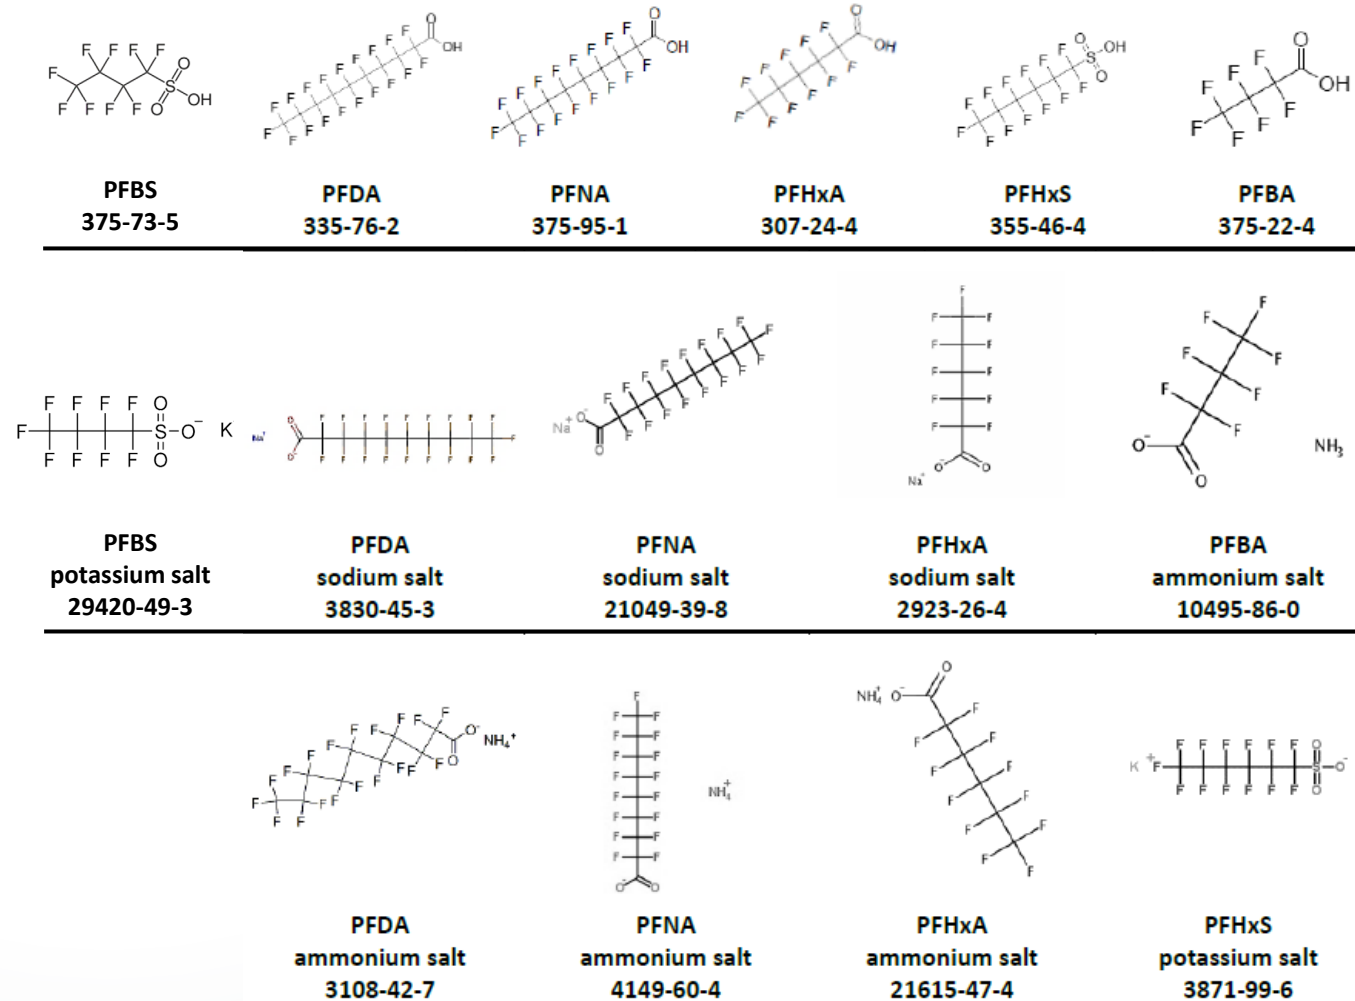 PFBS
375-73-5
PFDA
335-76-2
PFNA
375-95-1
PFHxA
307-24-4
PFHxS
355-46-4
PFBA
375-22-4
PFBS
potassium salt
29420-49-3
PFDA
sodium salt
3830-45-3
PFNA
sodium salt
21049-39-8
PFHxA
sodium salt
2923-26-4
PFBA
ammonium salt
10495-86-0
PFDA
ammonium salt
3108-42-7
PFNA
ammonium salt
4149-60-4
PFHxA
ammonium salt
21615-47-4
PFHxS
potassium salt
3871-99-6